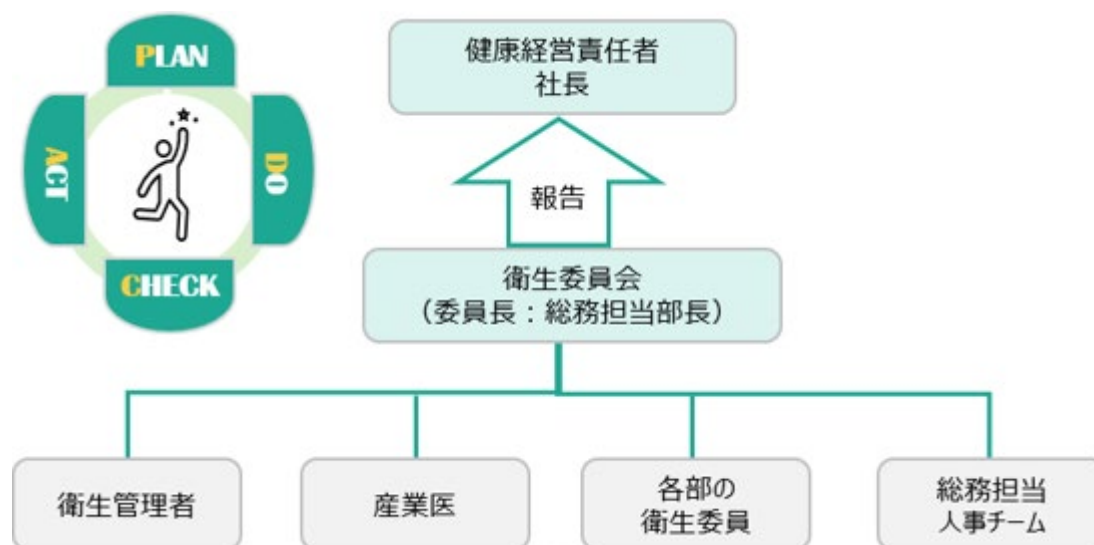 PLAN
DO
CHECK
ACT
健康経営責任者
社長
報告
衛生委員会
（委員長：総務担当部長）
衛生管理者
産業医
各部の
衛生委員
総務担当
人事チーム